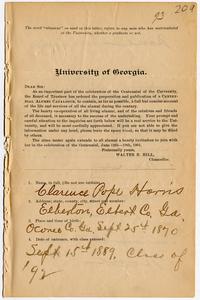 209
The word "alumnus" as used in this letter, refers to any man who has matriculated at the University, whether a graduate or not.
University of Georgia.
DEAR SIR:
As an important part of the celebration of the Centennial of the University, the Board of Trustees has ordered the preparation and publication of a CENTENNIAL ALUMNI CATALOGUE, to contain, as far as possible, a full but concise account of the life and services of all the alumni during the century.
The hearty co-operation of all living alumni, and of the relatives and friends of all deceased, is necessary to the success of the undertaking. Your prompt and careful attention to the inquiries set forth below will be a real service to the University, and will be most cordially appreciated. If you are not able to give the information under any head, please leave the space blank, so that it may be filled by others.
The
again extends to all alumni a hearty invitation to join with her in the celebration of the Centennial, June 12th-19th, 1901.
Fraternally yours,
WALTER B. HILL,
Chancellor.
1. Name, in full, (No not use initials)
Clarence Pope Harris
2. Address; state, county, city, street and number:
Elberton, Elbert Co, Ga.
3. Place and time of birth:
Oconee Co, Ga. Sept 25th 1870
4. Date of entrance, with class entered:
Sept 15th 1889, Class of
'92